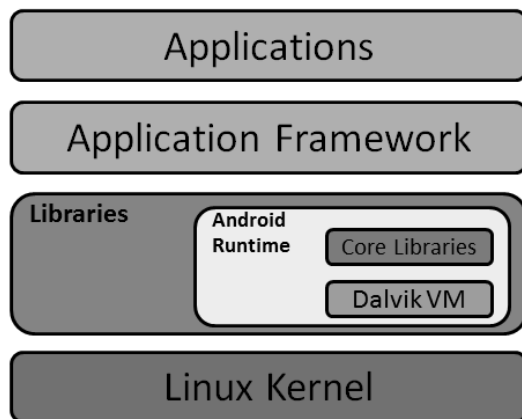 Applications
Application Framework
Libraries
Android
Runtime
Core Libraries
Dalvik VM
Linux Kernel